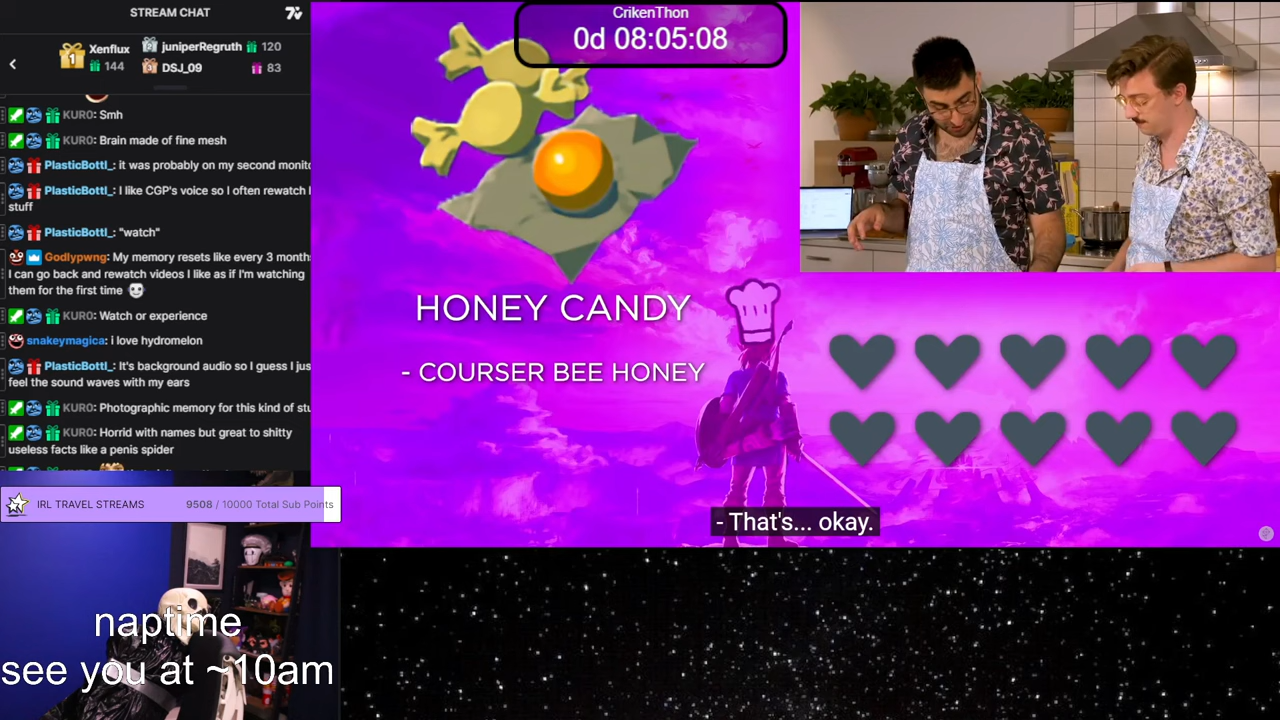 STREAM CHAT
Xenflux
144
juniperRegruth 120
DSJ_09 83
KUR0: Smh
KUR0: Brain made of fine mesh
PlasticBottl_: it was probably on my second monito
PlasticBottl_: I like CGP's voice so I often rewatch
stuff
PlasticBottl_: "watch"
Godlypwng: My memory resets like every 3 month
I can go back and rewatch videos I like as if I'm watching
them for the first time
KUR0: Watch or experience
snakeymagica: i love hydromelon
PlasticBottl_: It's background audio so I guess I jus
feel the sound waves with my ears
KUR0: Photographic memory for this kind of stu
KUR0: Horrid with names but great to shitty
useless facts like a penis spider
IRL TRAVEL STREAMS 9508 / 10000 Total Sub Points
naptime
see you at ~10am
CrikenThon
0d 08:05:08
HONEY CANDY
- COURSER BEE HONEY
- That's... okay.